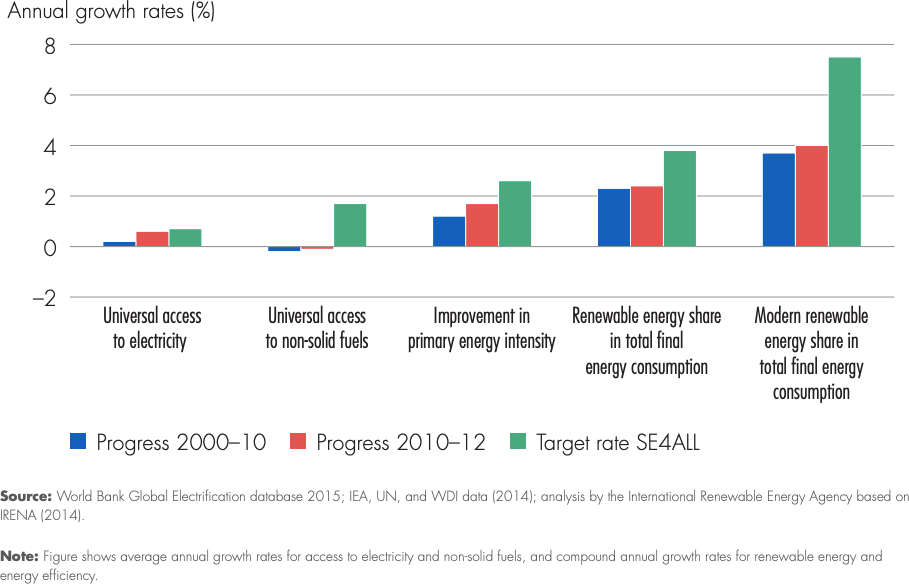 Annual growth rates (%)
8
6
4
2
0
–2
Universal access
to electricity
Universal access
to non-solid fuels
Improvement in
primary energy intensity
Renewable energy share
in total final
energy consumption
Modern renewable
energy share in
total final energy
consumption
Progress 2000–10 Progress 2010–12 Target rate SE4ALL
Source: World Bank Global Electrification database 2015; IEA, UN, and WDI data (2014); analysis by the International Renewable Energy Agency based on
IRENA (2014).
Note: Figure shows average annual growth rates for access to electricity and non-solid fuels, and compound annual growth rates for renewable energy and
energy efficiency.